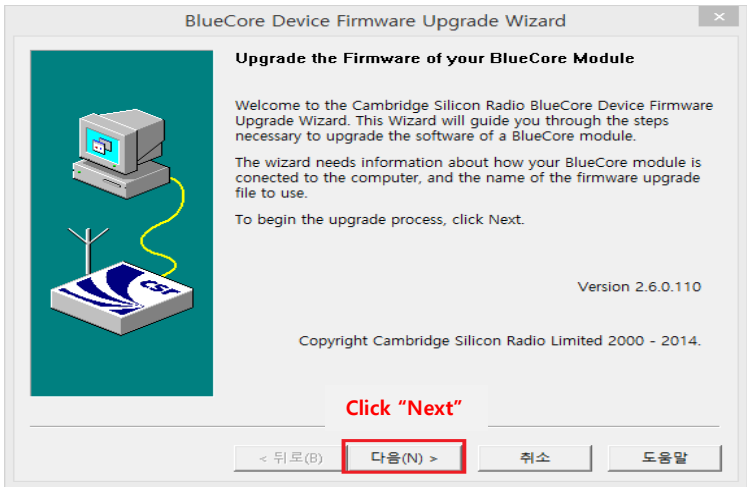 BlueCore Device Firmware Upgrade Wizard
Upgrade the Firmware of your BlueCore Module
Welcome to the Cambridge Silicon Radio BlueCore Device Firmware
Upgrade Wizard. This Wizard will guide you through the steps
necessary to upgrade the software of a BlueCore module.
The wizard needs information about how your BlueCore module is
conected to the computer, and the name of the firmware upgrade
file to use.
To begin the upgrade process, click Next.
CSr
Version 2.6.0.110
Copyright Cambridge Silicon Radio Limited 2000 - 2014.
Click “Next”
< 뒤로(B) 다음(N) > 취소 도움말